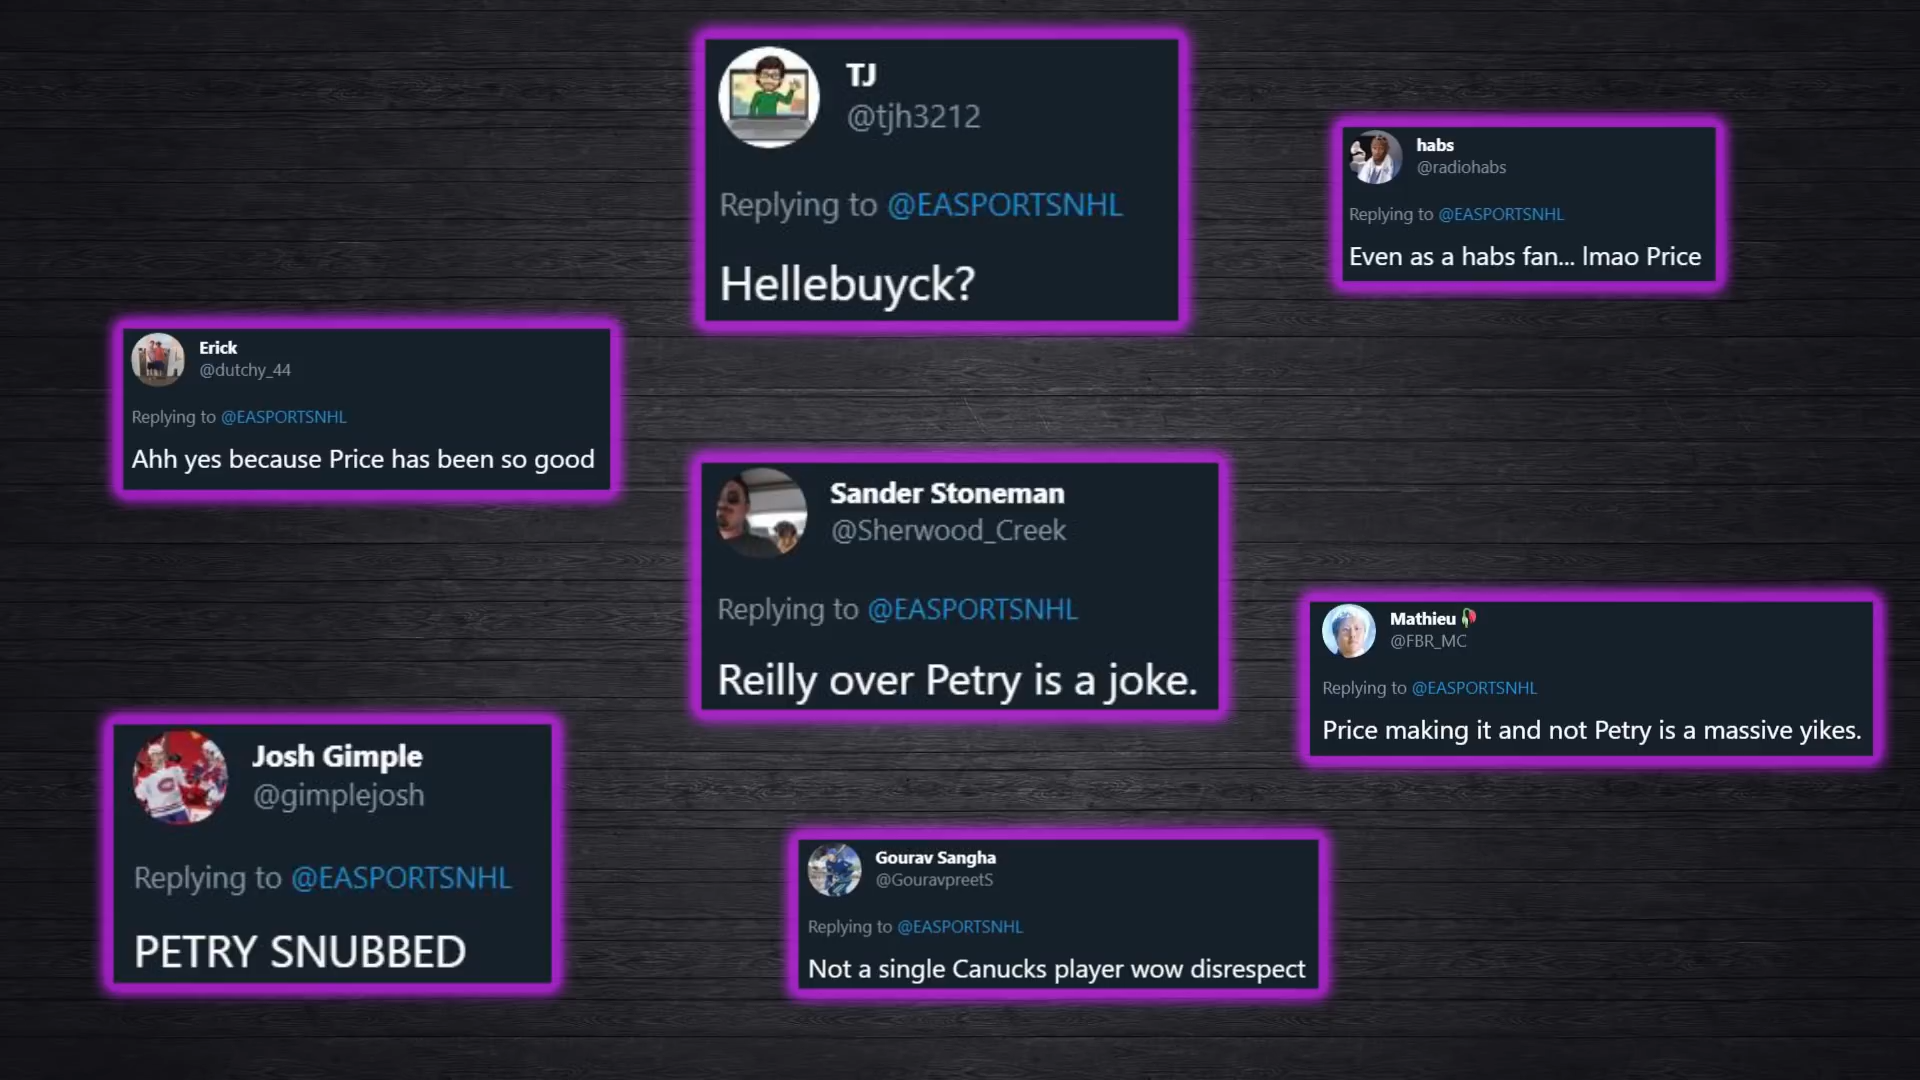 TJ
@tjh3212
Replying to @EASPORTSNHL
Hellebuyck?
habs
@radiohabs
Replying to @EASPORTSNHL
Even as a habs fan... lmao Price
Erick
@dutchy_44
Replying to @EASPORTSNHL
Ahh yes because Price has been so good
Sander Stoneman
@Sherwood_Creek
Replying to @EASPORTSNHL
Reilly over Petry is a joke.
Mathieu🥀
@FBR_MC
Replying to @EASPORTSNHL
Price making it and not Petry is a massive yikes.
Josh Gimple
@gimplejosh
Replying to @EASPORTSNHL
PETRY SNUBBED
Gourav Sangha
@GouravpreetS
Replying to @EASPORTSNHL
Not a single Canucks player wow disrespect